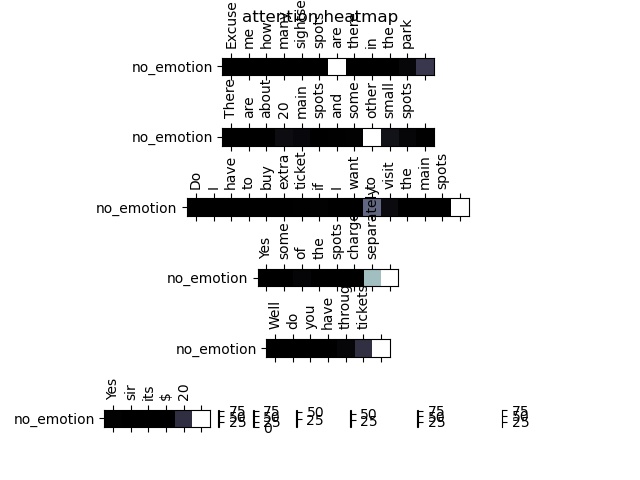 attention heatmap
Excuse me how many spots are there in the park
no_emotion
There are about 20 main spots and some other small spots
no_emotion
Do I have to buy extra ticket if I want to visit the main spots
no_emotion
Yes some of the spots charge separately
no_emotion
Well do you have throug tickets
no_emotion
Yes sir its $ 20
no_emotion
75 75 50 50 75 75
50 50 25 25 25 50
25 25 25
0